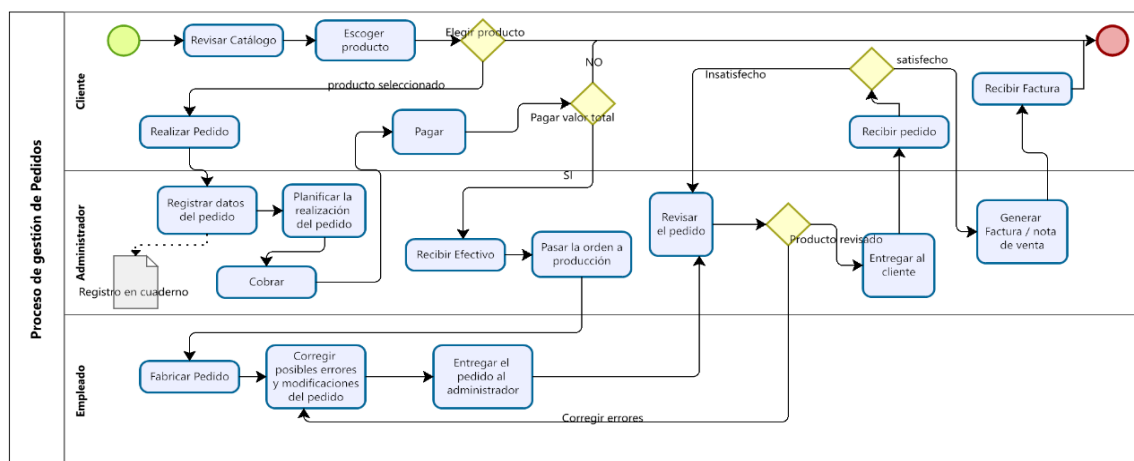 Proceso de gestión de Pedidos
Cliente
Revisar Catálogo
Escoger
producto
Elegir producto
producto seleccionado
Realizar Pedido
Pagar
NO
Pagar valor total
SI
Insatisfecho
satisfecho
Recibir pedido
Recibir Factura
Administrador
Registrar datos
del pedido
Planificar la
realización
del pedido
Registro en cuaderno
Cobrar
Recibir Efectivo
Pasar la orden a
producción
Revisar
el pedido
Producto revisado
Entregar al
cliente
Generar
Factura / nota
de venta
Empleado
Fabricar Pedido
Corregir
posibles errores
y modificaciones
del pedido
Entregar el
pedido al
administrador
Corregir errores